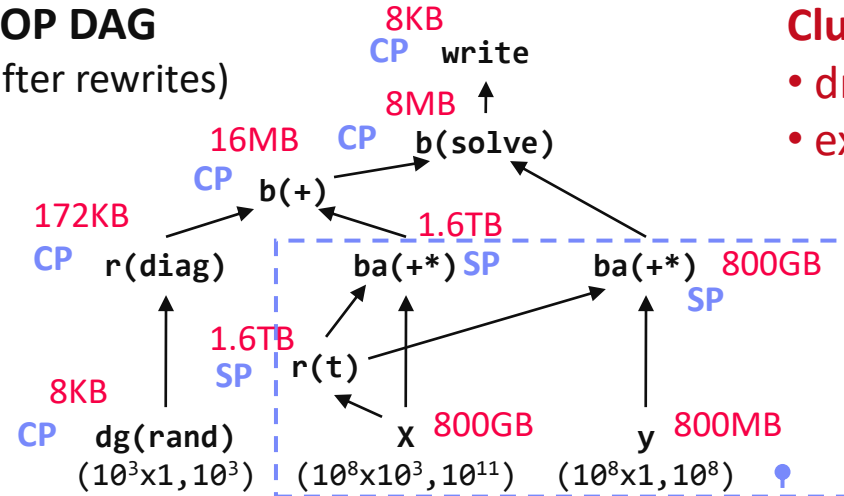 OP DAG
fter rewrites)
8KB
CP write
8MB
CP b(solve)
16MB
CP b(+)
172KB
CP r(diag)
1.6TB
ba(+*) SP
ba(+*) 800GB
SP
1.6TB
SP r(t)
8KB
CP dg(rand)
(10³x1,10³)
X 800GB
(10⁸x10³,10¹¹)
y 800MB
(10⁸x1,10⁸)
Clu
• d
• ex